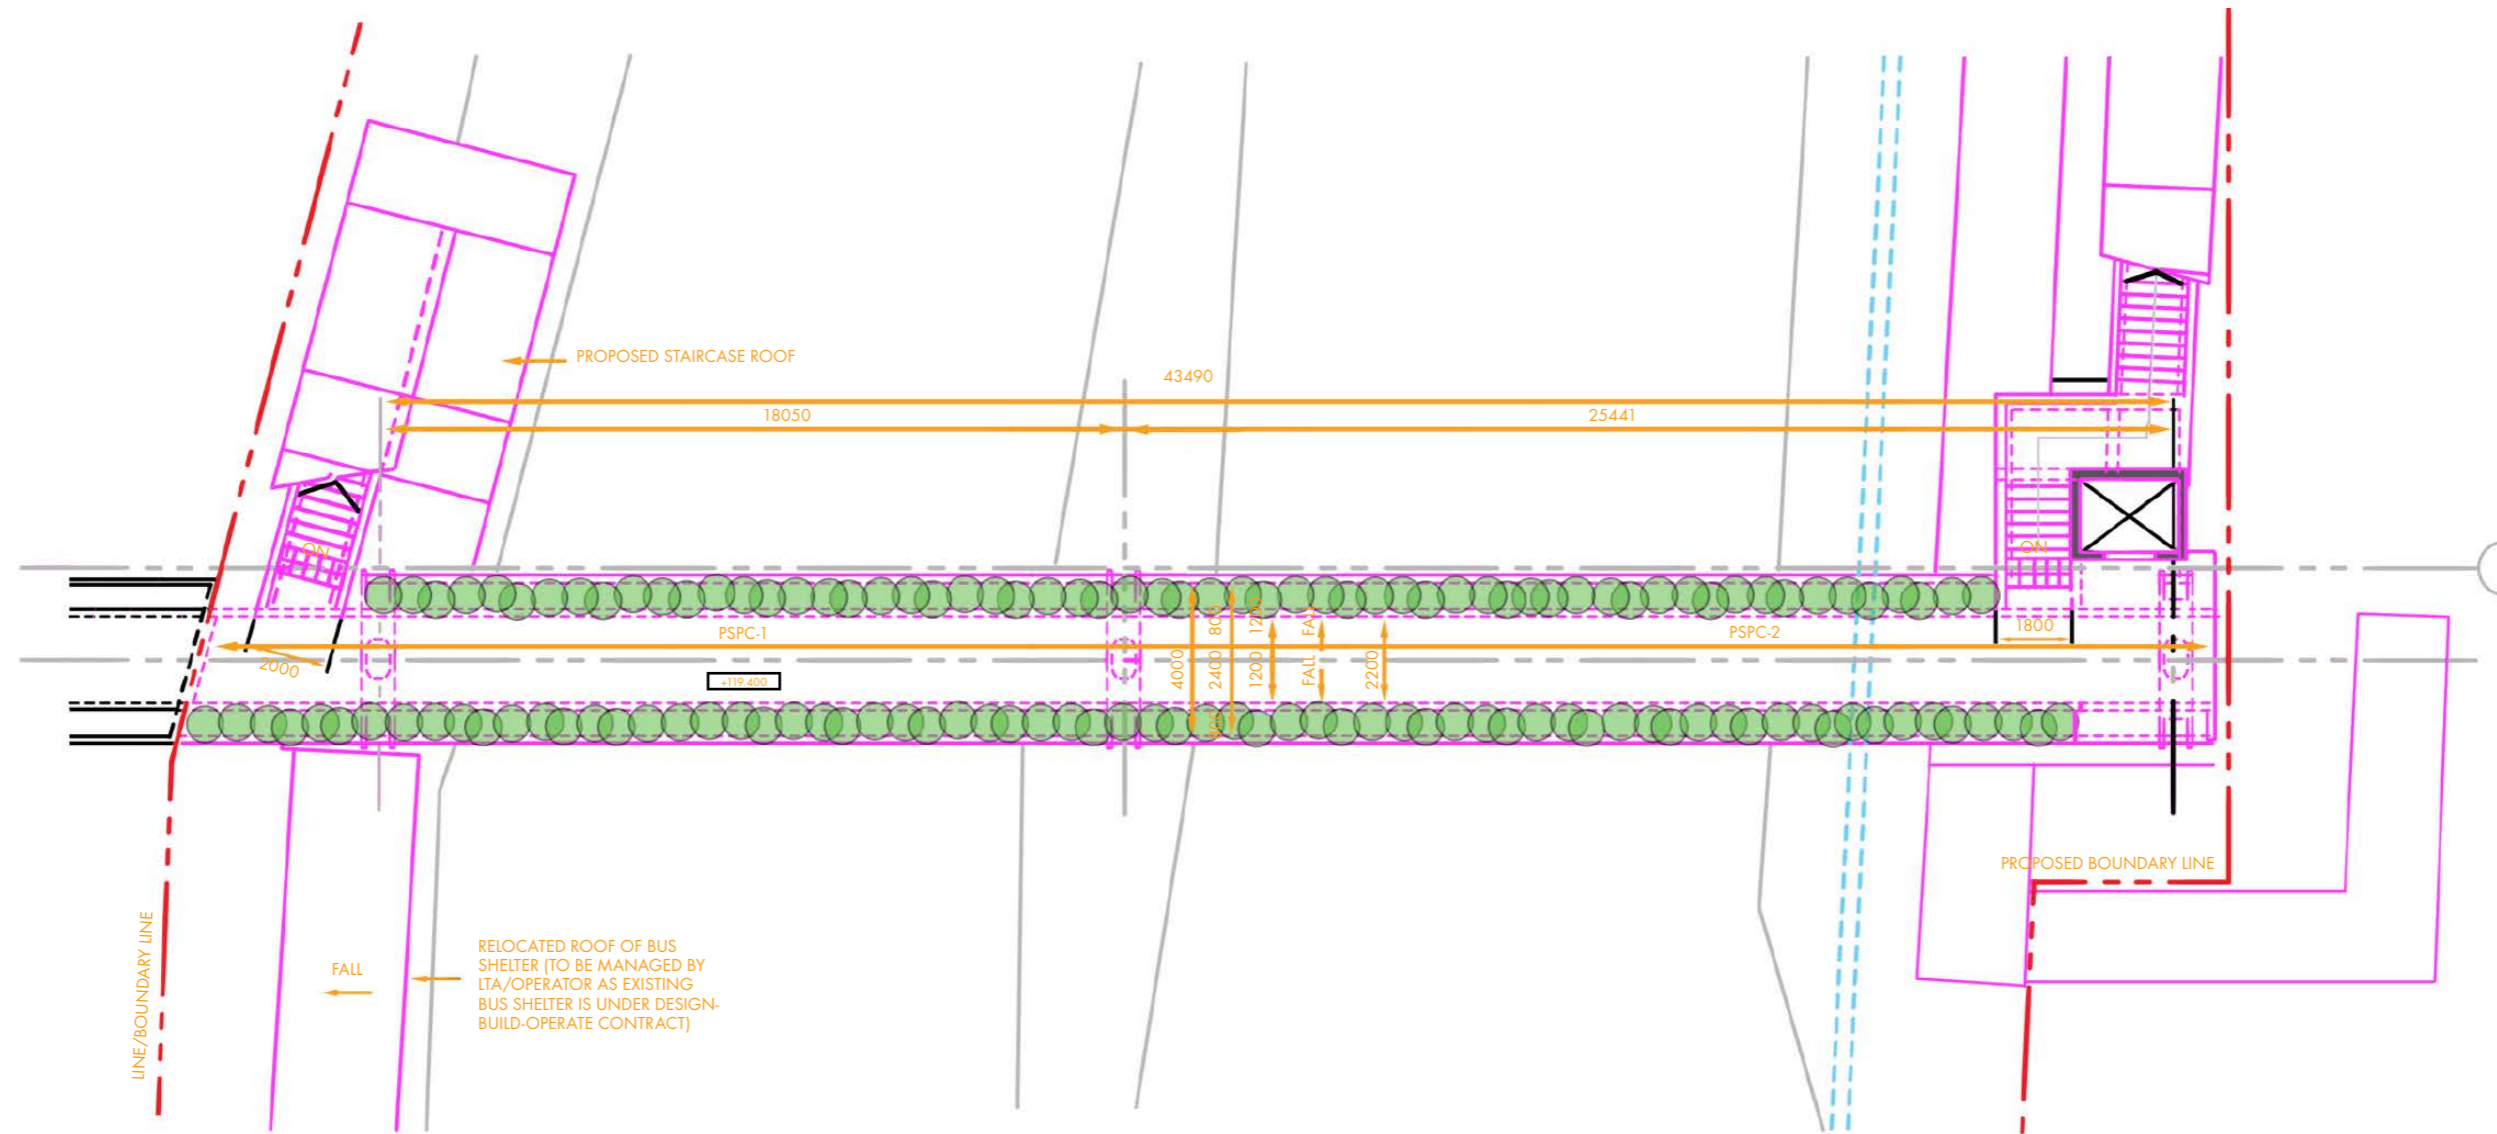 PROPOSED STAIRCASE ROOF
43490
18050
25441
ON
ON
PSPC-1
PSPC-2
1800
2000
+119.400
4000
800
2400
800
1200
1200
FALL
FALL
2200
PROPOSED BOUNDARY LINE
LINE/BOUNDARY LINE
FALL
RELOCATED ROOF OF BUS
SHELTER (TO BE MANAGED BY
LTA/OPERATOR AS EXISTING
BUS SHELTER IS UNDER DESIGN-
BUILD-OPERATE CONTRACT)